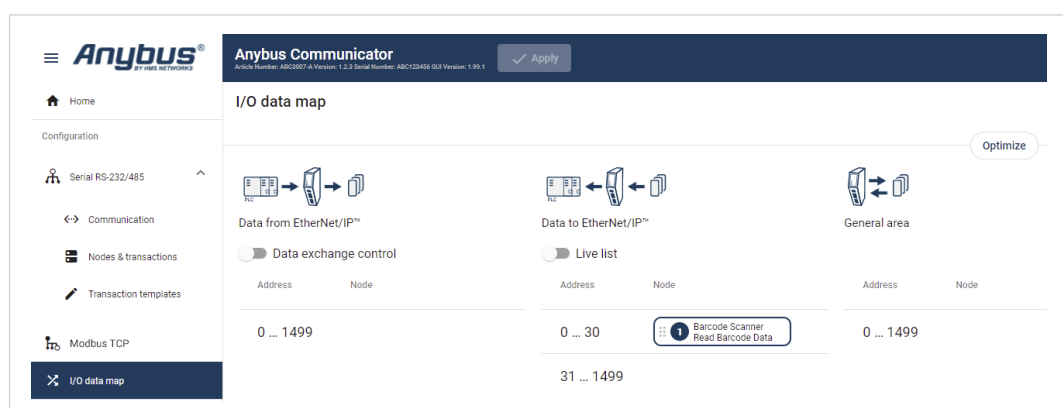 Anybus®
BY HMS NETWORKS
Anybus Communicator
Article Number: ABC3007-A Version: 1.2.3 Serial Number: ABC123456 GUI Version: 1.99.1
Apply
Home
Configuration
Serial RS-232/485
Communication
Nodes & transactions
Transaction templates
Modbus TCP
I/O data map
I/O data map
Optimize
PLC
Data from EtherNet/IP™
Data exchange control
Address Node
0 ... 1499
PLC
Data to EtherNet/IP™
Live list
Address Node
0 ... 30
1
Barcode Scanner
Read Barcode Data
31 ... 1499
General area
Address Node
0 ... 1499